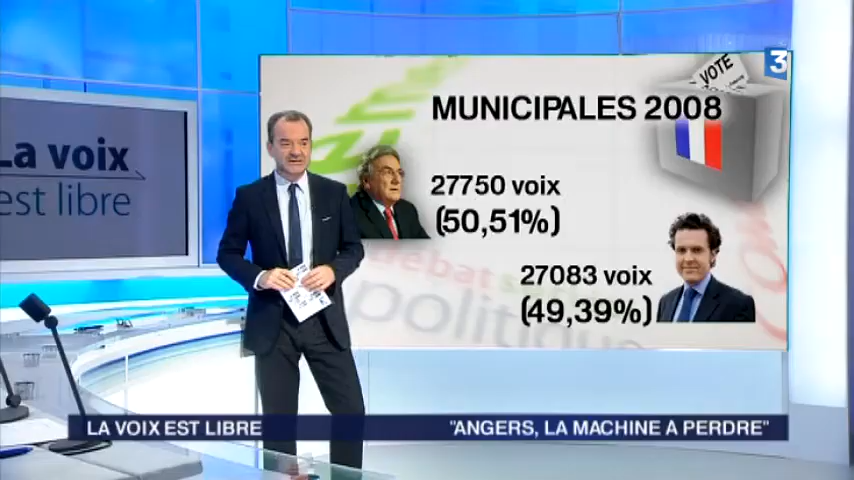 3
VOTE
MUNICIPALES 2008
La voix
est libre
27750 voix
(50,51%)
27083 voix
(49,39%)
débat
politique
LA VOIX EST LIBRE
"ANGERS, LA MACHINE A PERDRE"